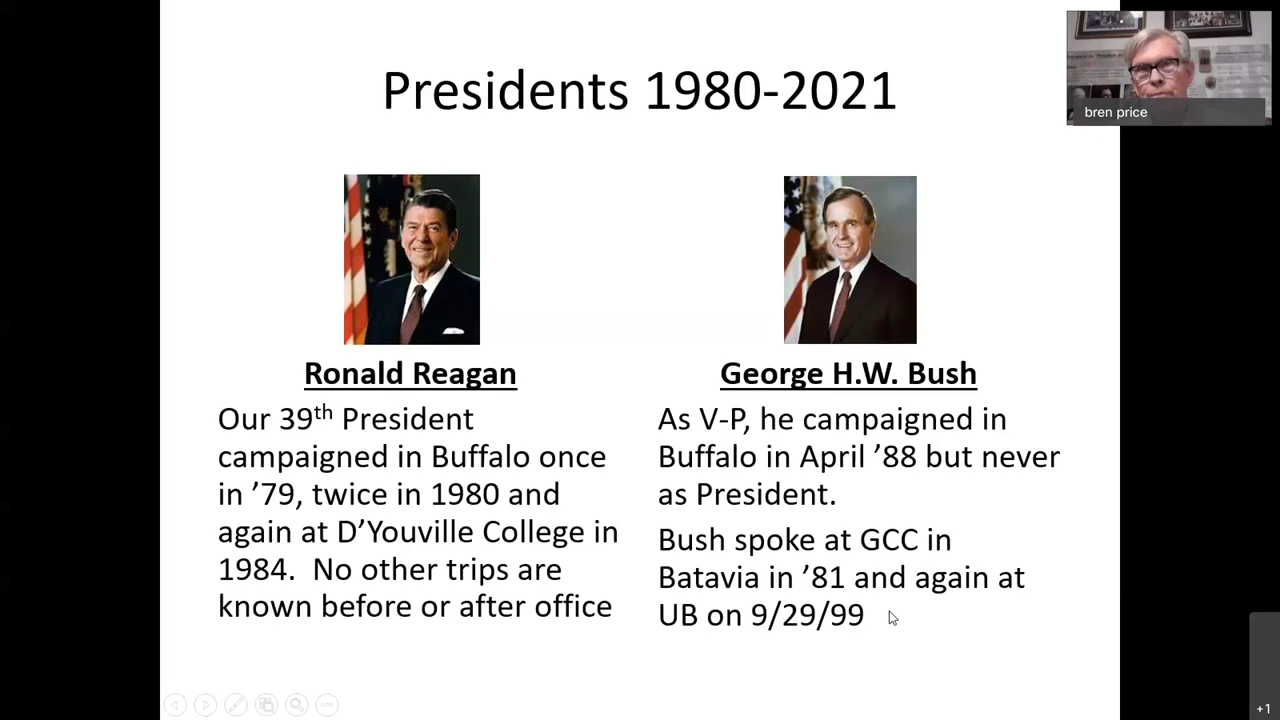 Presidents 1980-2021
bren price
Ronald Reagan
Our 39th President
campaigned in Buffalo once
in ’79, twice in 1980 and
again at D’Youville College in
1984.  No other trips are
known before or after office
George H.W. Bush
As V-P, he campaigned in
Buffalo in April ’88 but never
as President.
Bush spoke at GCC in
Batavia in ’81 and again at
UB on 9/29/99
+1